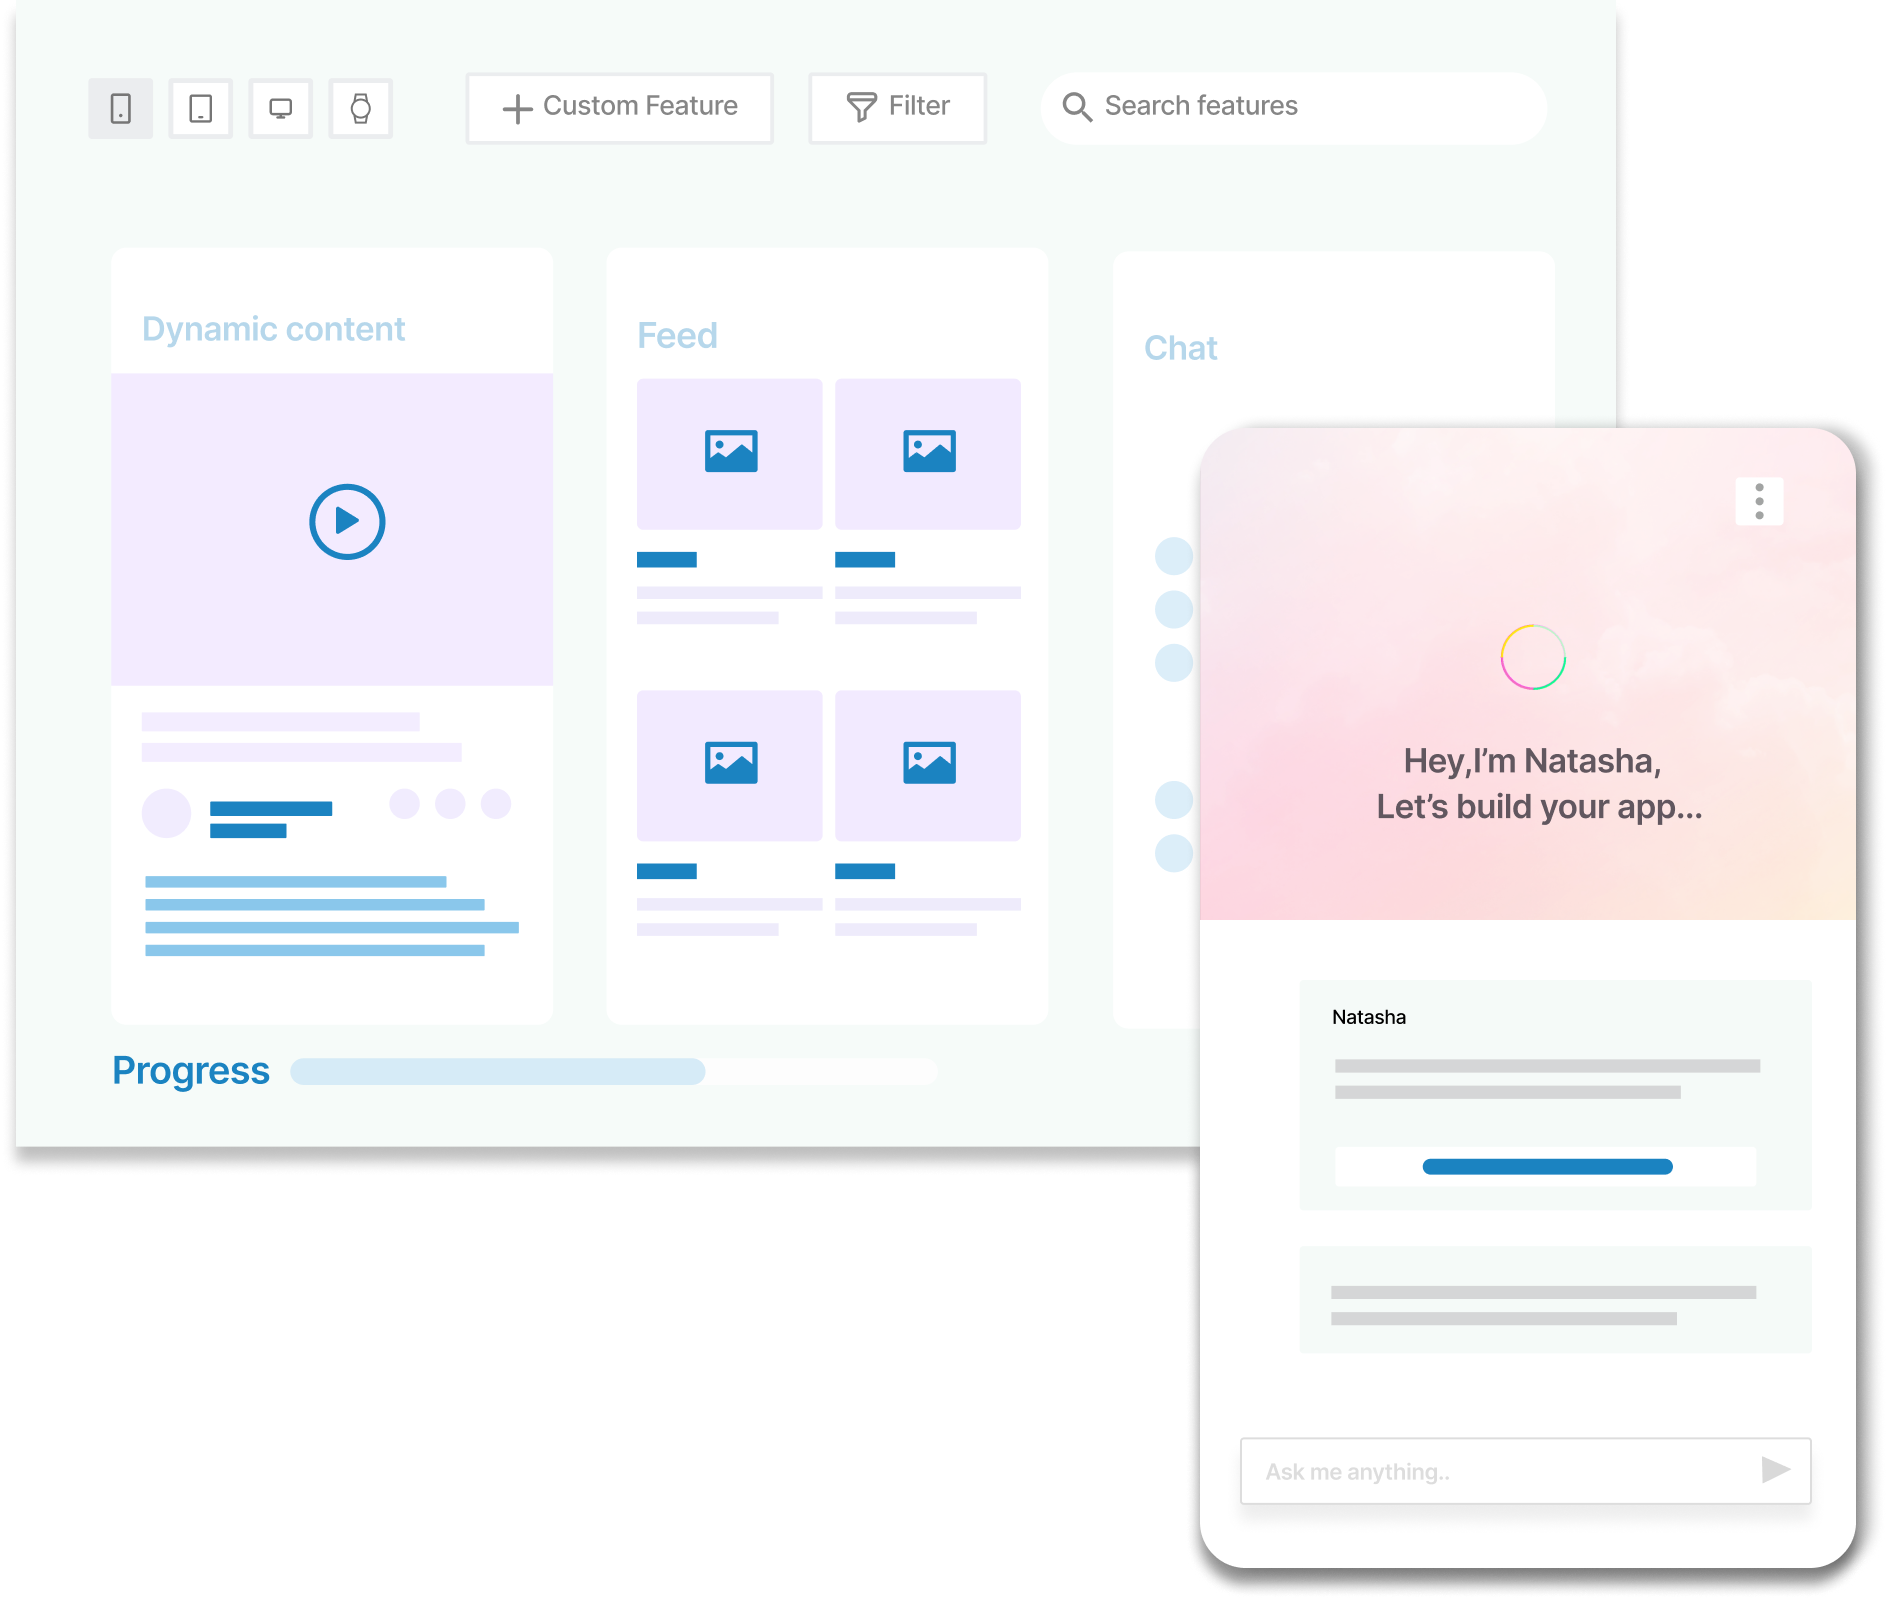 Custom Feature
Filter
Search features
Dynamic content
Feed
Chat
Progress
Hey,I’m Natasha,
Let’s build your app...
Natasha
Ask me anything..